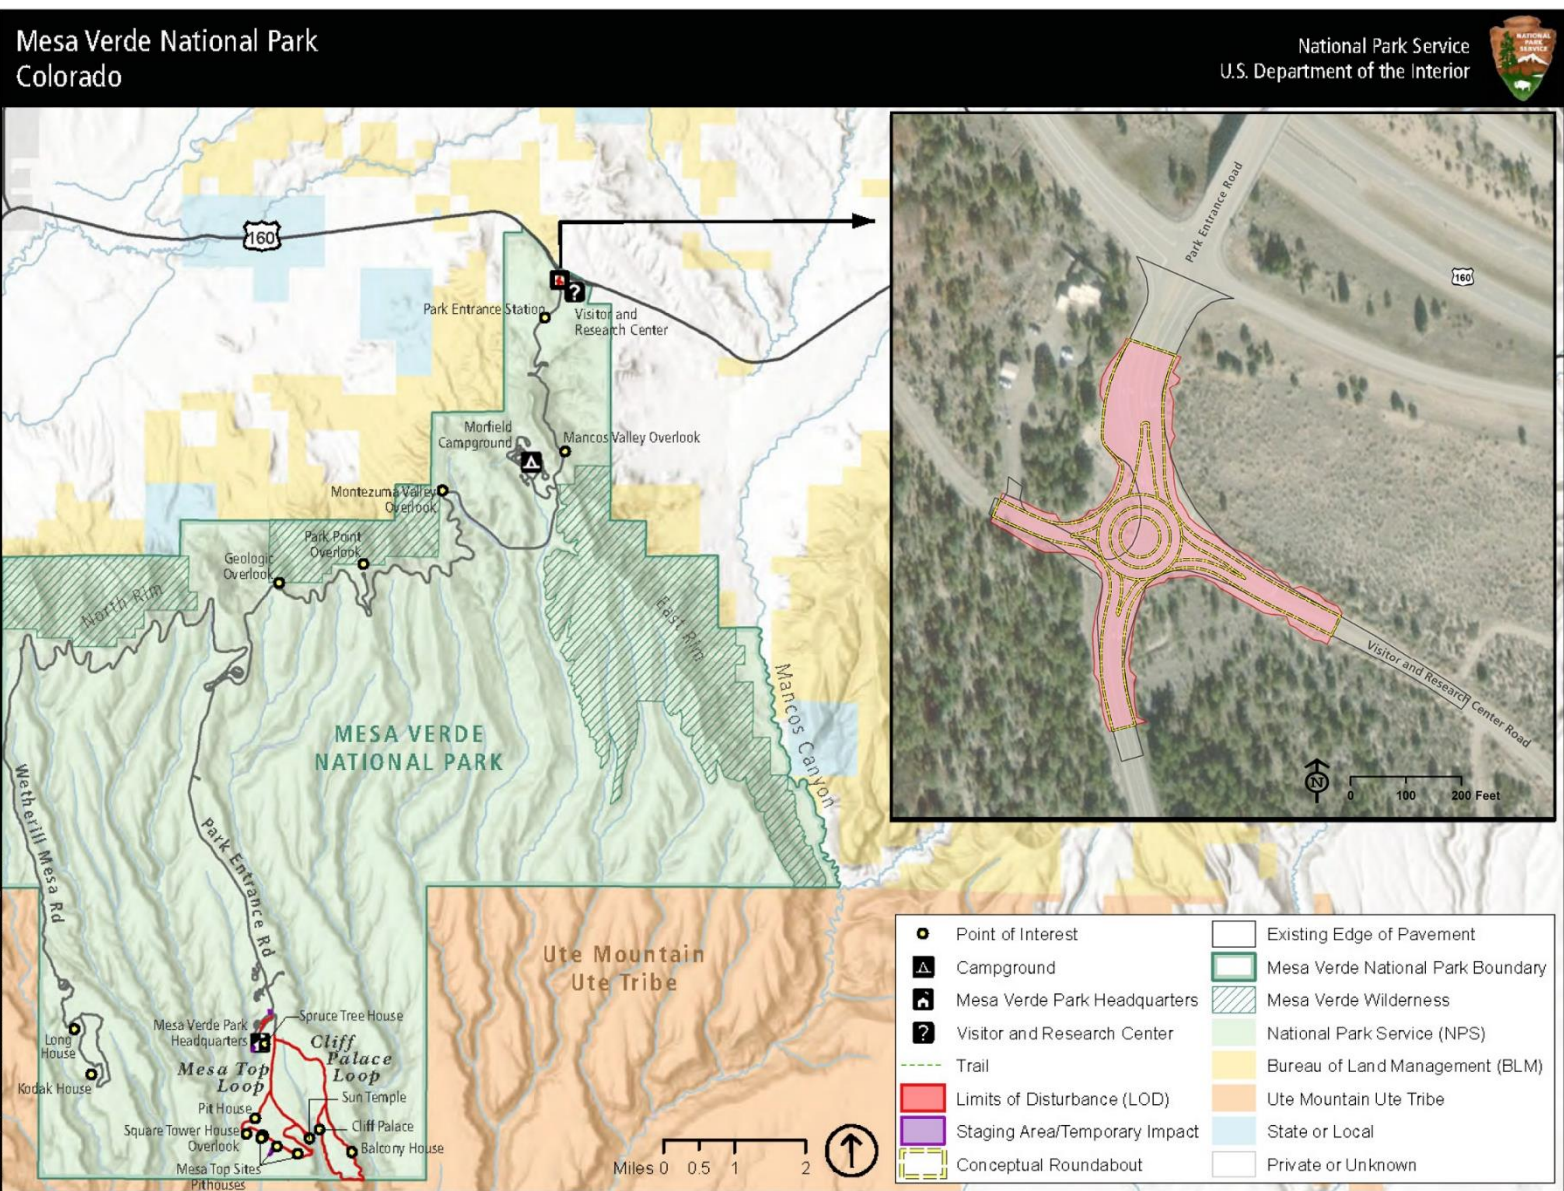 Mesa Verde National Park
Colorado
National Park Service
U.S. Department of the Interior
NATIONAL
PARK
SERVICE
160
Park Entrance Station
?
Visitor and
Research Center
Morfield
Campground
Mancos Valley Overlook
Montezuma Valley
Overlook
Park Point
Overlook
Geologic
Overlook
North Rim
East Rim
Mancos Canyon
MESA VERDE
NATIONAL PARK
Wetherill Mesa Rd
Park Entrance Rd
Ute Mountain
Ute Tribe
Mesa Verde Park
Headquarters
Spruce Tree House
Cliff
Palace
Loop
Mesa Top
Loop
Long
House
Kodak House
Sun Temple
Pit House
Square Tower House
Overlook
Cliff Palace
Balcony House
Mesa Top Sites
Pithouses
Miles 0 0.5 1 2
Park Entrance Road
160
Visitor and Research Center Road
N
0 100 200 Feet
Point of Interest
Campground
Mesa Verde Park Headquarters
? Visitor and Research Center
Trail
Limits of Disturbance (LOD)
Staging Area/Temporary Impact
Conceptual Roundabout
Existing Edge of Pavement
Mesa Verde National Park Boundary
Mesa Verde Wilderness
National Park Service (NPS)
Bureau of Land Management (BLM)
Ute Mountain Ute Tribe
State or Local
Private or Unknown